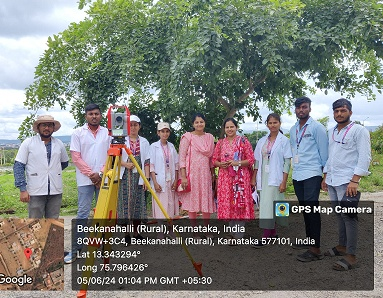 GPS Map Camera
Beekanahalli (Rural), Karnataka, India
8QVW+3C4, Beekanahalli (Rural), Karnataka 577101, India
Lat 13.343294°
Long 75.796426°
05/06/24 01:04 PM GMT +05:30
Google